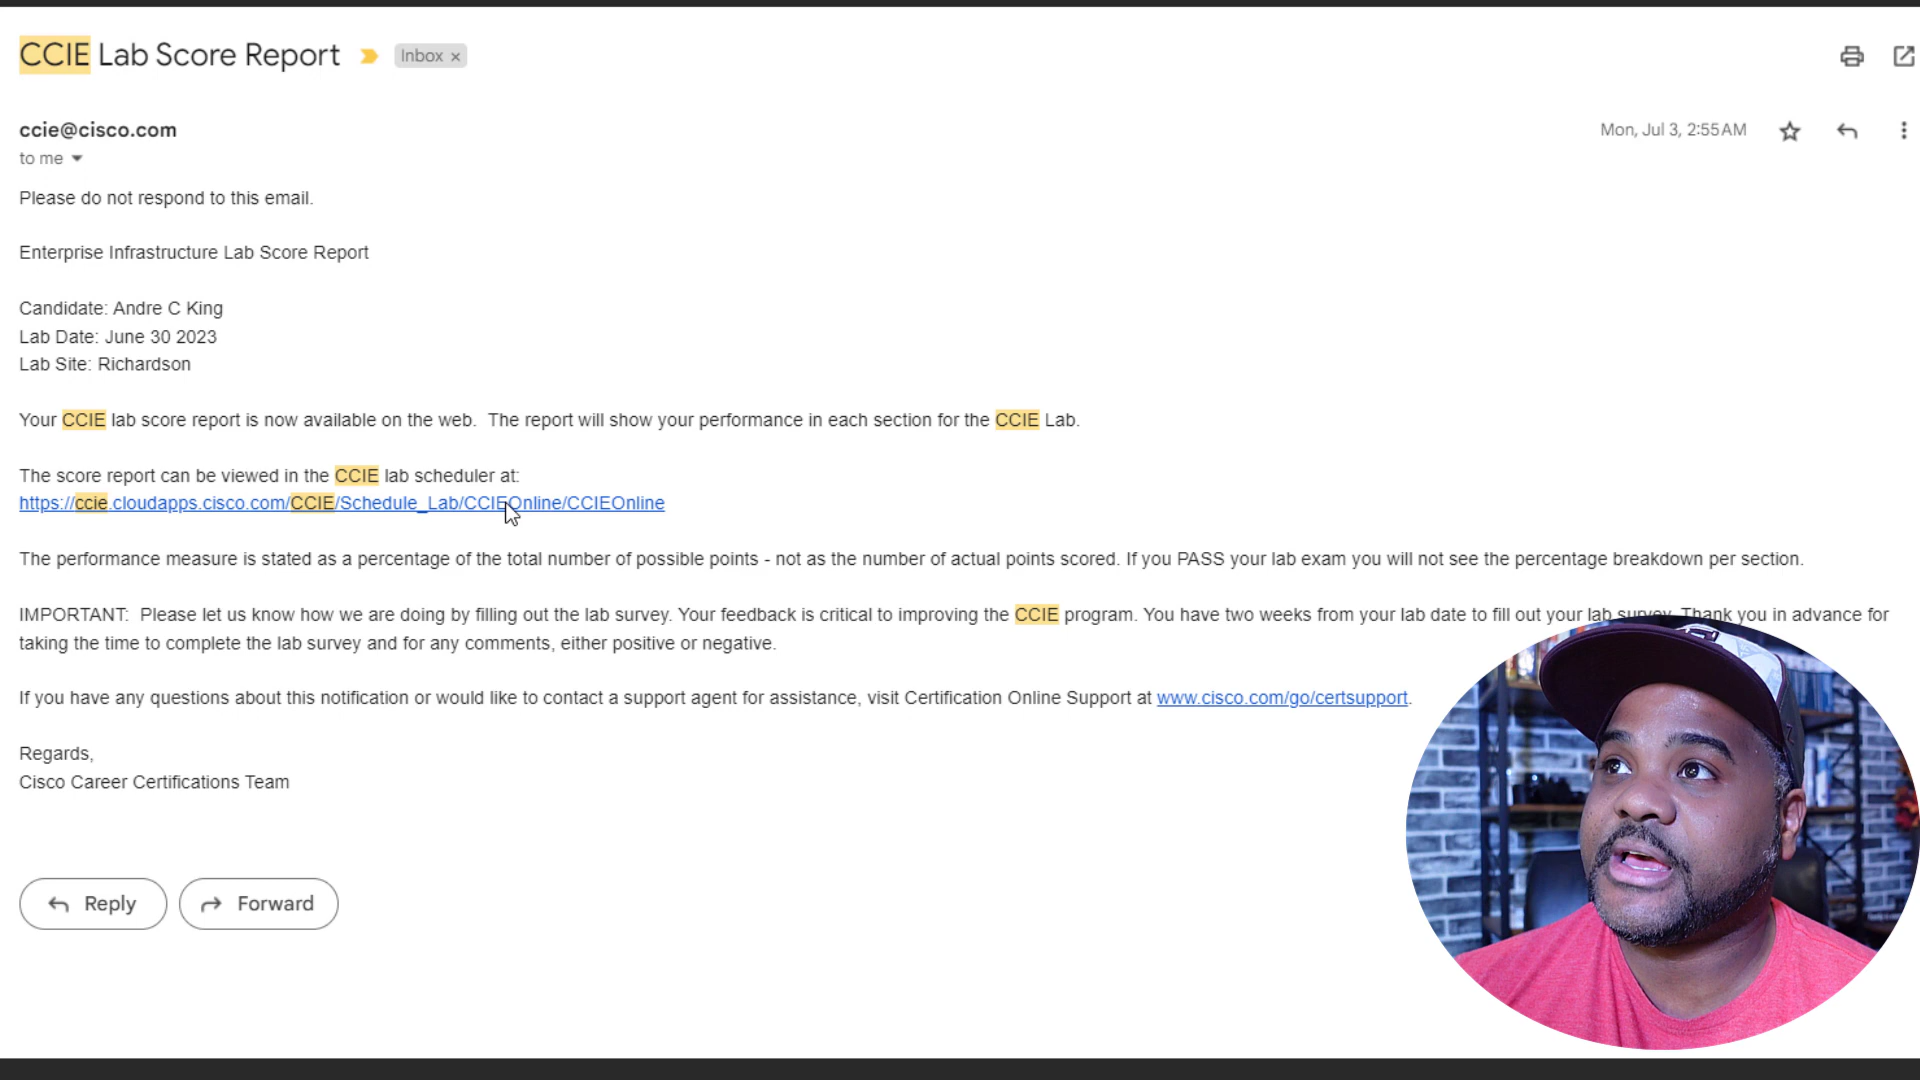 CCIE Lab Score Report Inbox ×
ccie@cisco.com
Mon, Jul 3, 2:55 AM
to me
Please do not respond to this email.
Enterprise Infrastructure Lab Score Report
Candidate: Andre C King
Lab Date: June 30 2023
Lab Site: Richardson
Your CCIE lab score report is now available on the web.  The report will show your performance in each section for the CCIE Lab.
The score report can be viewed in the CCIE lab scheduler at:
https://ccie.cloudapps.cisco.com/CCIE/Schedule_Lab/CCIEOnline/CCIEOnline
The performance measure is stated as a percentage of the total number of possible points - not as the number of actual points scored. If you PASS your lab exam you will not see the percentage breakdown per section.
IMPORTANT:  Please let us know how we are doing by filling out the lab survey. Your feedback is critical to improving the CCIE program. You have two weeks from your lab date to fill out your lab survey. Thank you in advance for
taking the time to complete the lab survey and for any comments, either positive or negative.
If you have any questions about this notification or would like to contact a support agent for assistance, visit Certification Online Support at www.cisco.com/go/certsupport.
Regards,
Cisco Career Certifications Team
Reply Forward